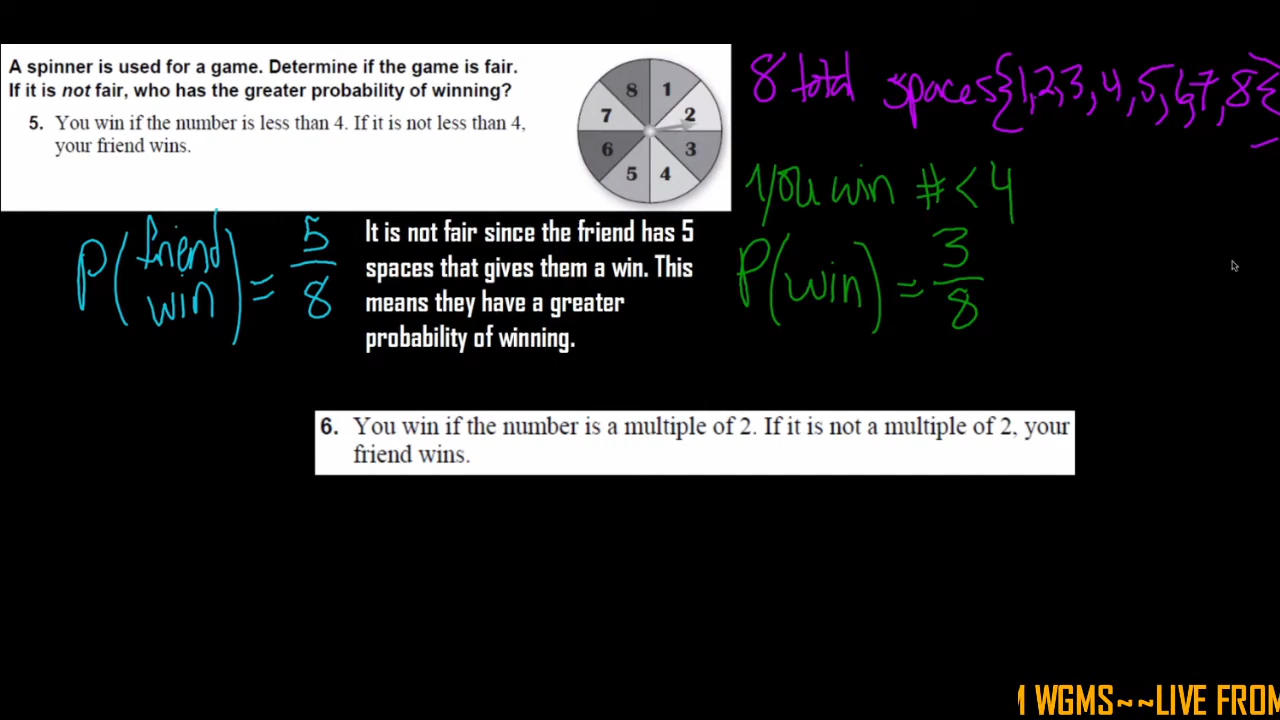 A spinner is used for a game. Determine if the game is fair.
If it is not fair, who has the greater probability of winning?
5. You win if the number is less than 4. If it is not less than 4,
your friend wins.
8 1
7 2
6 3
5 4
8 total spaces {1,2,3,4,5,6,7,8}
you win # < 4
P(win) = 3/8
P(friend win) = 5/8
It is not fair since the friend has 5
spaces that gives them a win. This
means they have a greater
probability of winning.
6. You win if the number is a multiple of 2. If it is not a multiple of 2, your
friend wins.
WGMS~~LIVE FROM